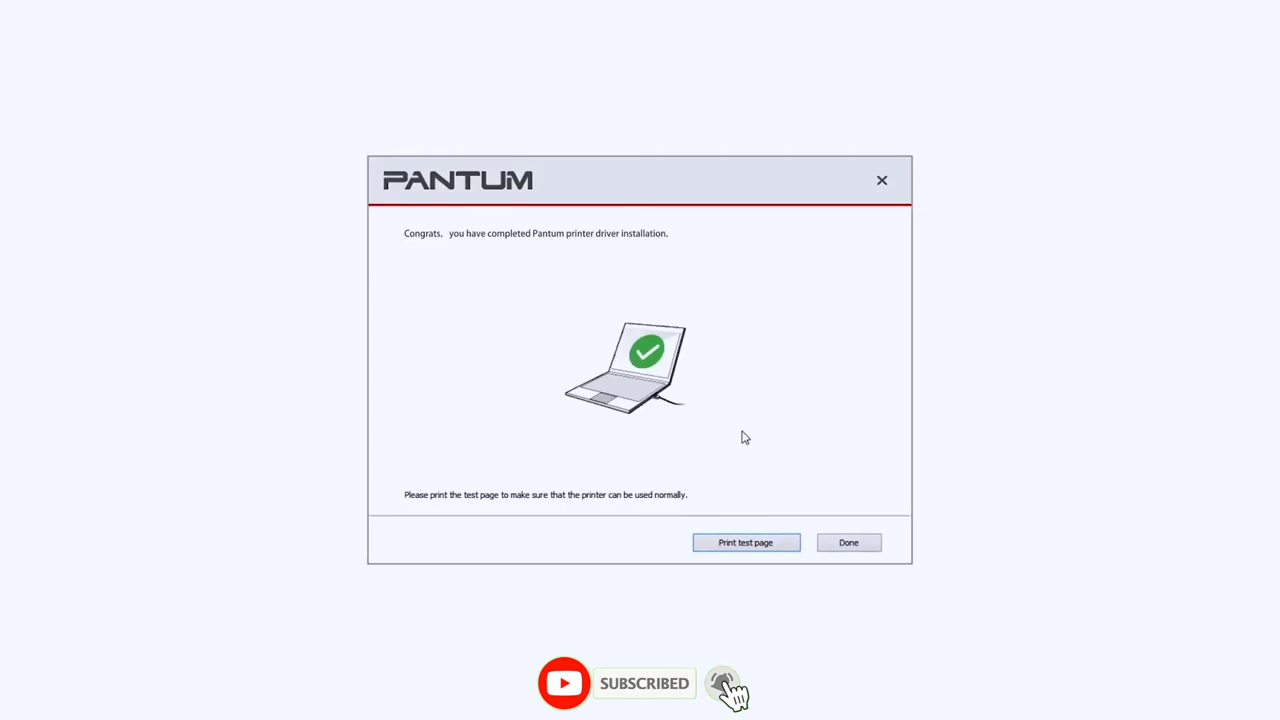 PANTUM
Congrats, you have completed Pantum printer driver installation.
Please print the test page to make sure that the printer can be used normally.
Print test page
Done
SUBSCRIBED